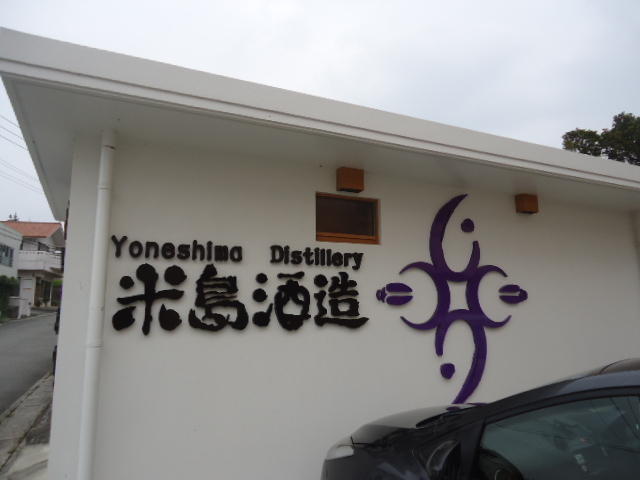 Yoneshima Distillery
米島酒造